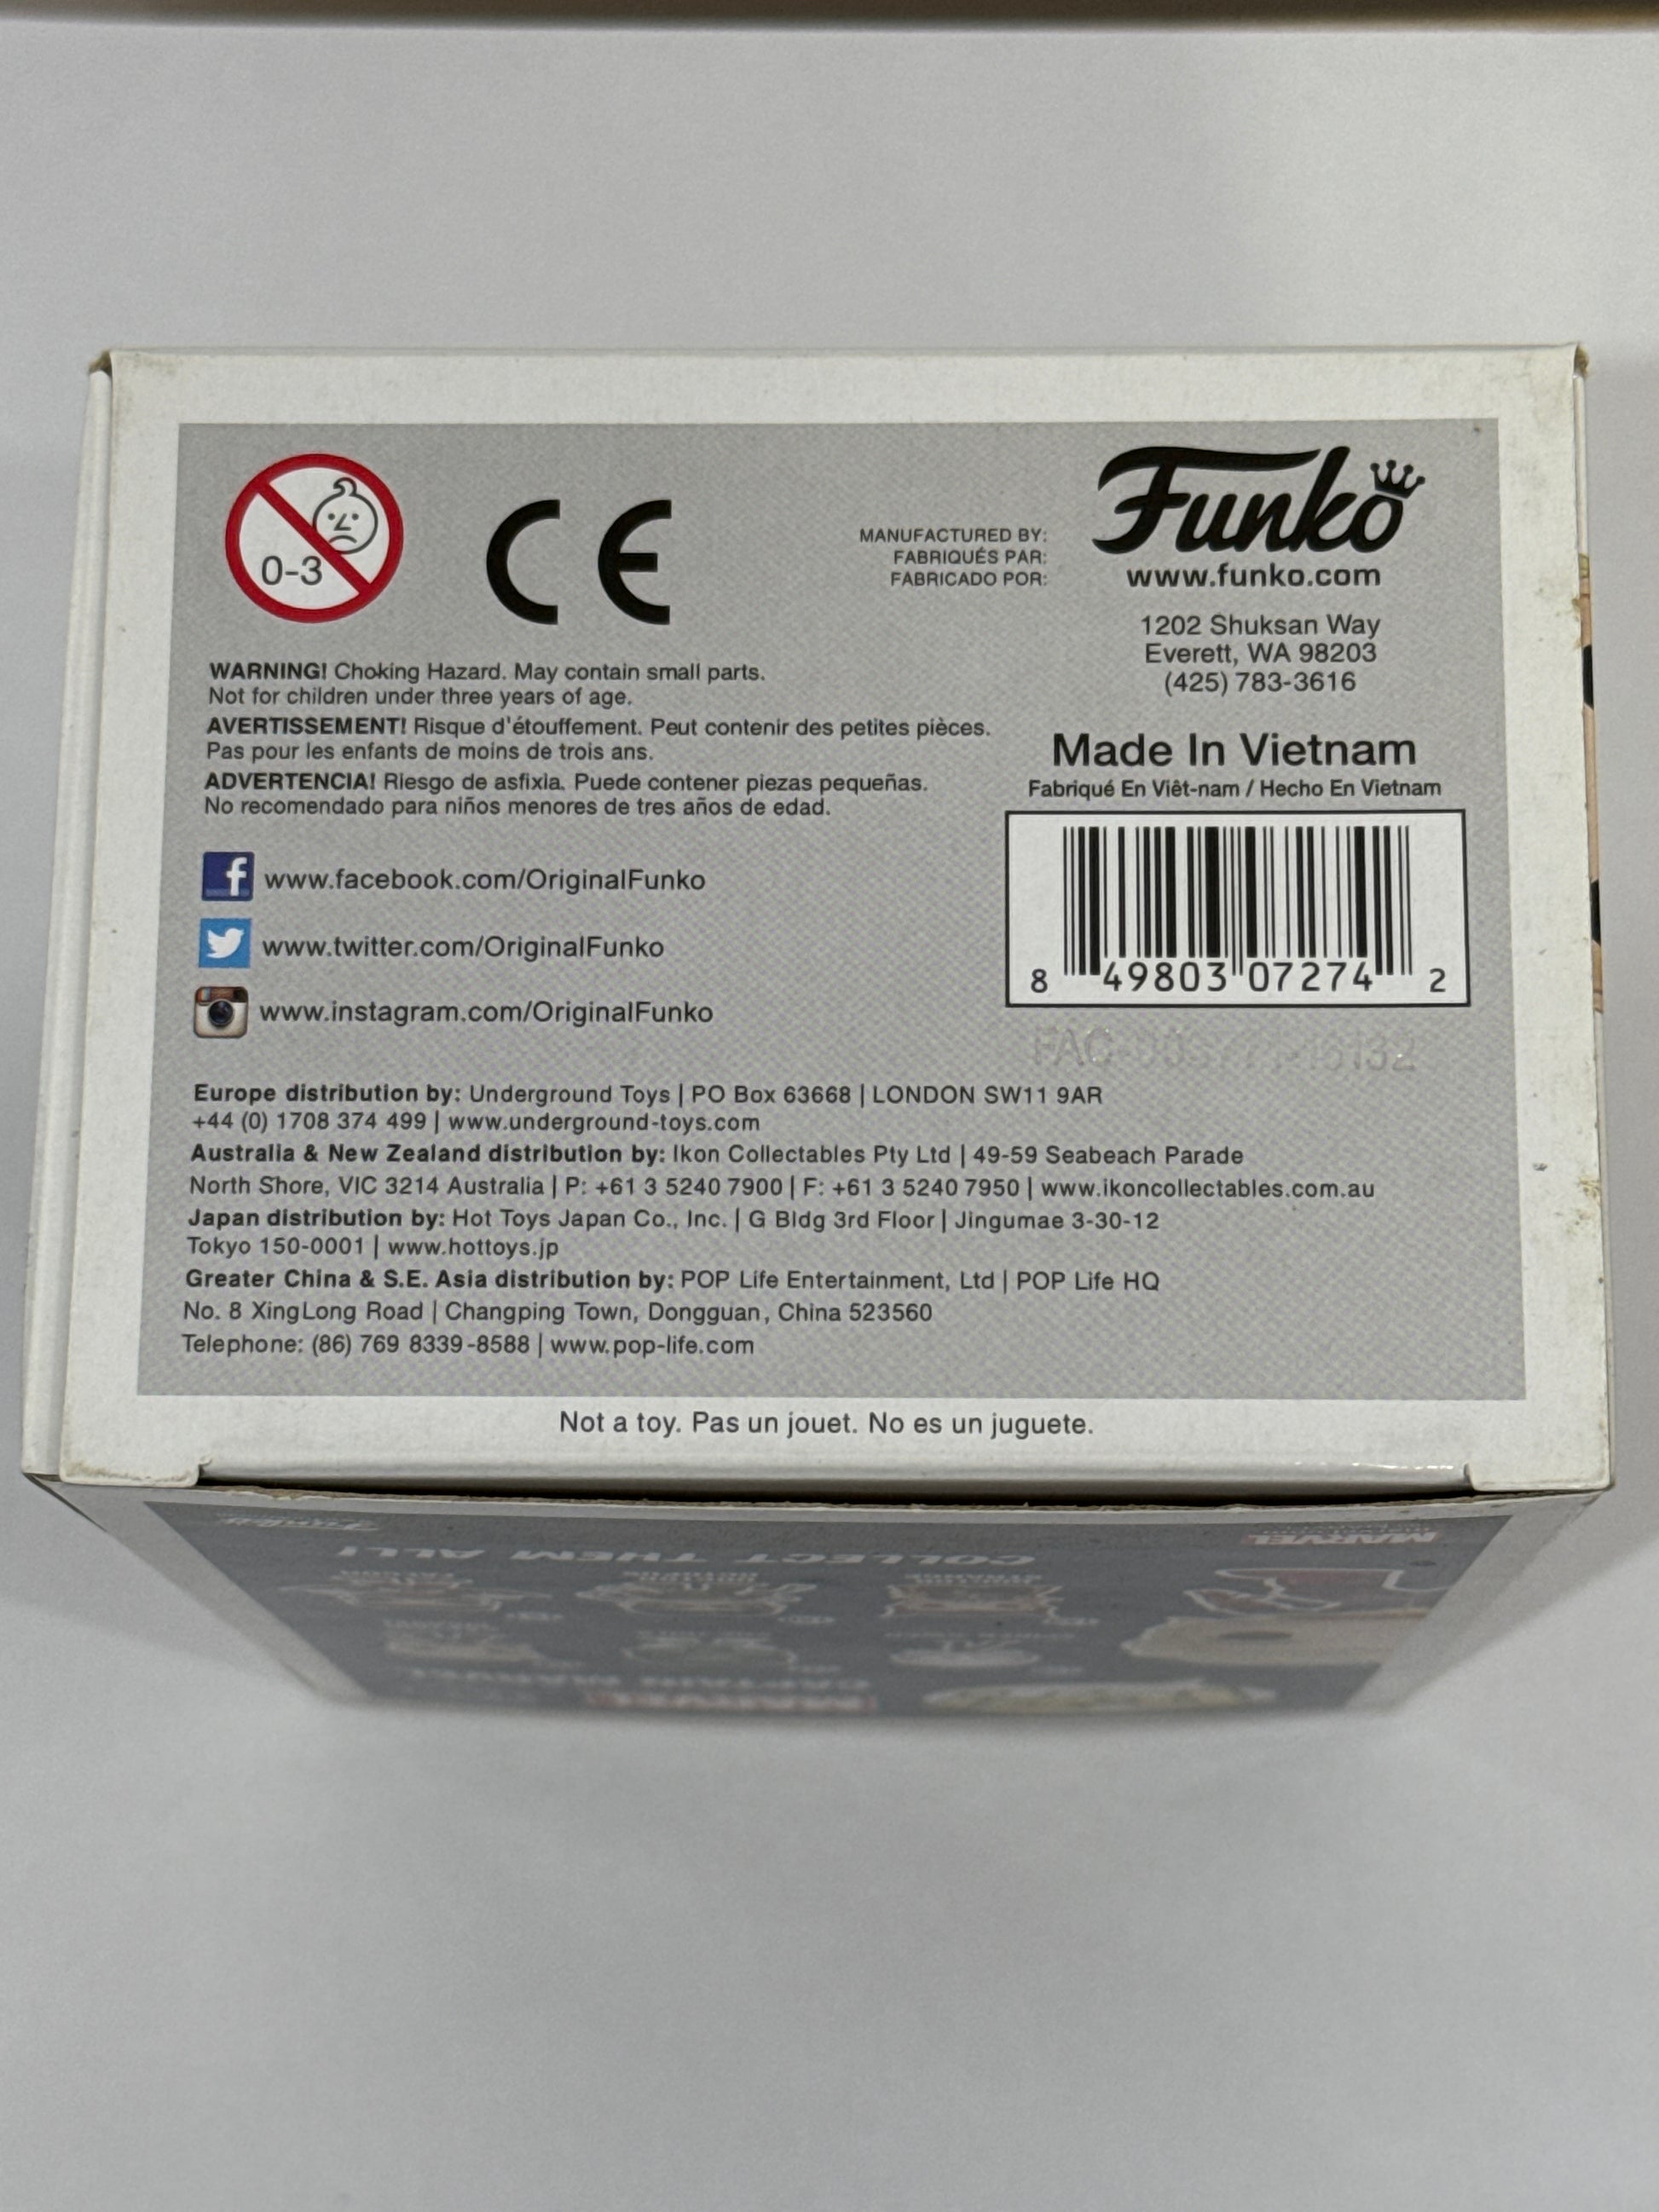 0-3
CE
MANUFACTURED BY:
FABRIQUÉS PAR:
FABRICADO POR:
Funko
www.funko.com
1202 Shuksan Way
Everett, WA 98203
(425) 783-3616
WARNING! Choking Hazard. May contain small parts.
Not for children under three years of age.
AVERTISSEMENT! Risque d'étouffement. Peut contenir des petites pièces.
Pas pour les enfants de moins de trois ans.
ADVERTENCIA! Riesgo de asfixia. Puede contener piezas pequeñas.
No recomendado para niños menores de tres años de edad.
Made In Vietnam
Fabriqué En Viêt-nam / Hecho En Vietnam
8 49803 07274 2
www.facebook.com/OriginalFunko
www.twitter.com/OriginalFunko
www.instagram.com/OriginalFunko
Europe distribution by: Underground Toys | PO Box 63668 | LONDON SW11 9AR
+44 (0) 1708 374 499 | www.underground-toys.com
Australia & New Zealand distribution by: Ikon Collectables Pty Ltd | 49-59 Seabeach Parade
North Shore, VIC 3214 Australia | P: +61 3 5240 7900 | F: +61 3 5240 7950 | www.ikoncollectables.com.au
Japan distribution by: Hot Toys Japan Co., Inc. | G Bldg 3rd Floor | Jingumae 3-30-12
Tokyo 150-0001 | www.hottoys.jp
Greater China & S.E. Asia distribution by: POP Life Entertainment, Ltd | POP Life HQ
No. 8 XingLong Road | Changping Town, Dongguan, China 523560
Telephone: (86) 769 8339-8588 | www.pop-life.com
Not a toy. Pas un jouet. No es un juguete.
Funko
COLLECT THEM ALL!
MARVEL
MARVEL
CAPTAIN MARVEL